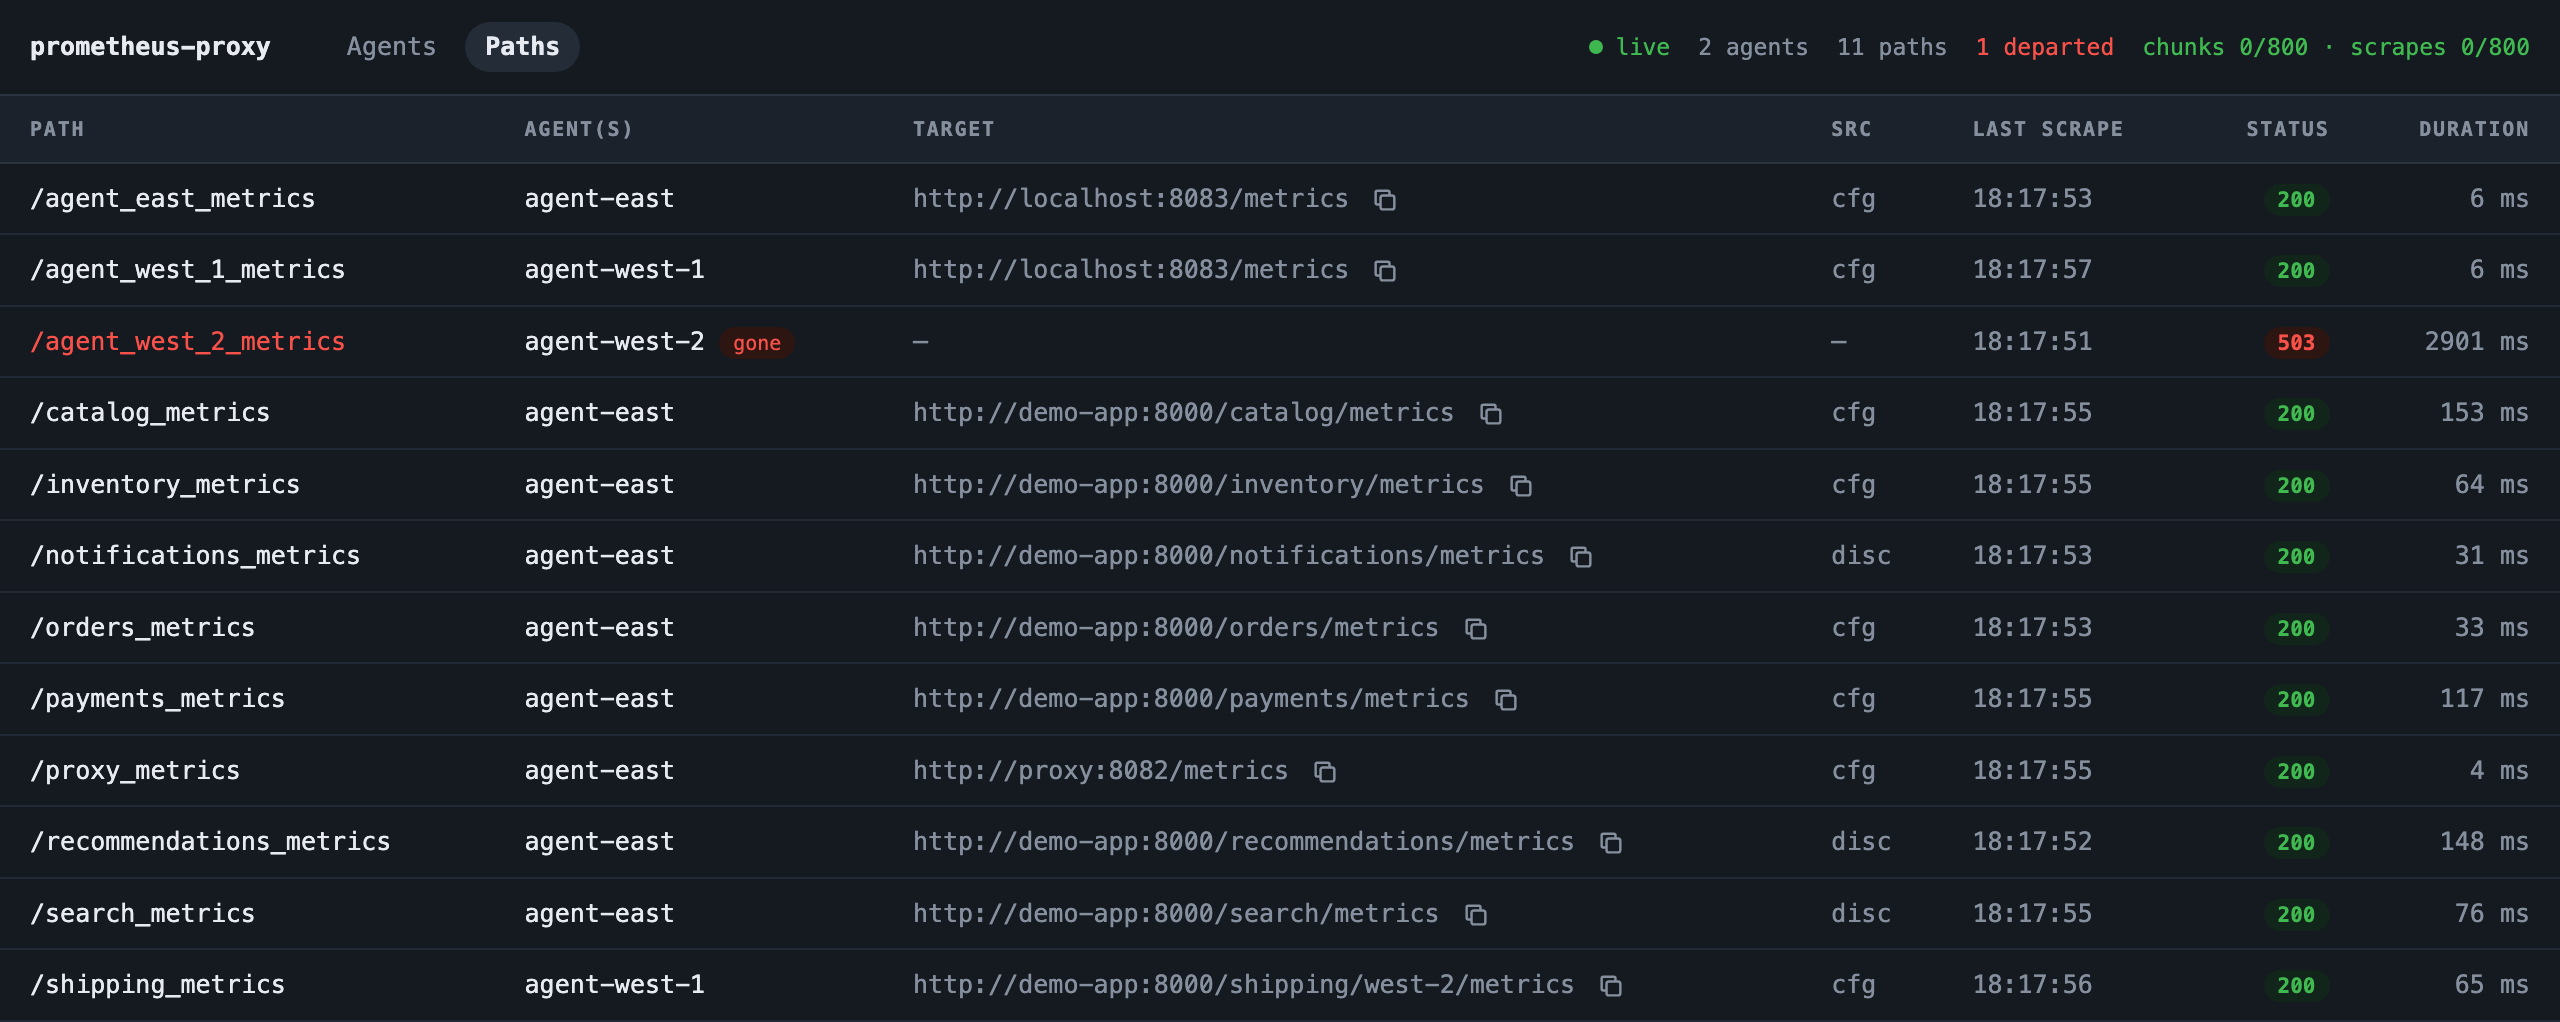 prometheus-proxy Agents Paths live 2 agents 11 paths 1 departed chunks 0/800 · scrapes 0/800
PATH AGENT(S) TARGET SRC LAST SCRAPE STATUS DURATION
/agent_east_metrics agent-east http://localhost:8083/metrics cfg 18:17:53 200 6 ms
/agent_west_1_metrics agent-west-1 http://localhost:8083/metrics cfg 18:17:57 200 6 ms
/agent_west_2_metrics agent-west-2 gone — — 18:17:51 503 2901 ms
/catalog_metrics agent-east http://demo-app:8000/catalog/metrics cfg 18:17:55 200 153 ms
/inventory_metrics agent-east http://demo-app:8000/inventory/metrics cfg 18:17:55 200 64 ms
/notifications_metrics agent-east http://demo-app:8000/notifications/metrics disc 18:17:53 200 31 ms
/orders_metrics agent-east http://demo-app:8000/orders/metrics cfg 18:17:53 200 33 ms
/payments_metrics agent-east http://demo-app:8000/payments/metrics cfg 18:17:55 200 117 ms
/proxy_metrics agent-east http://proxy:8082/metrics cfg 18:17:55 200 4 ms
/recommendations_metrics agent-east http://demo-app:8000/recommendations/metrics disc 18:17:52 200 148 ms
/search_metrics agent-east http://demo-app:8000/search/metrics disc 18:17:55 200 76 ms
/shipping_metrics agent-west-1 http://demo-app:8000/shipping/west-2/metrics cfg 18:17:56 200 65 ms